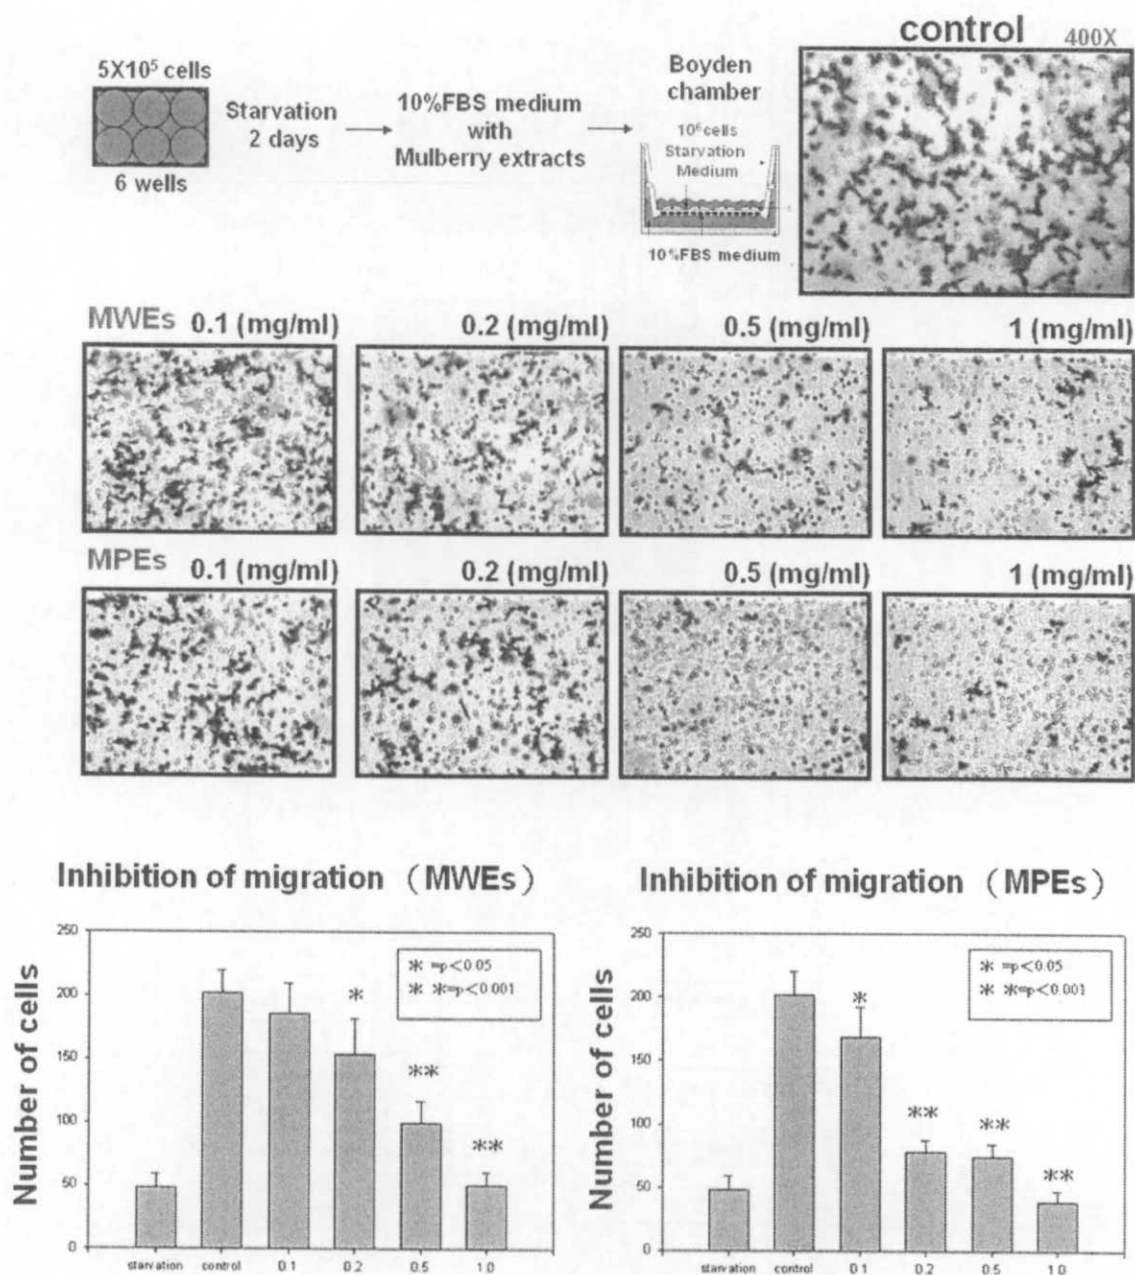 control 400X
5X10⁵ cells
6 wells
Starvation
2 days
10%FBS medium
with
Mulberry extracts
Boyden
chamber
10⁶cells
Starvation
Medium
10%FBS medium
MWEs 0.1 (mg/ml) 0.2 (mg/ml) 0.5 (mg/ml) 1 (mg/ml)
MPEs 0.1 (mg/ml) 0.2 (mg/ml) 0.5 (mg/ml) 1 (mg/ml)
Inhibition of migration （MWEs）
Number of cells
250
200
150
100
50
0
* =p<0.05
* *=p<0.001
*
**
**
starvation control 0.1 0.2 0.5 1.0
Inhibition of migration （MPEs）
Number of cells
250
200
150
100
50
0
* =p<0.05
* *=p<0.001
*
**
**
**
starvation control 0.1 0.2 0.5 1.0